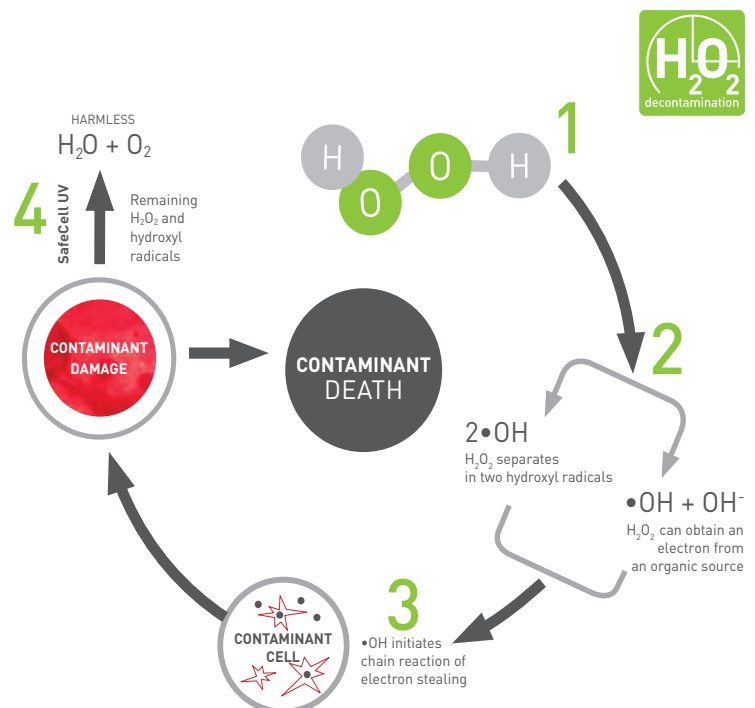 H₂O₂
decontamination
1
H
O
O
H
2
2•OH
H₂O₂ separates
in two hydroxyl radicals
•OH + OH⁻
H₂O₂ can obtain an
electron from
an organic source
3
•OH initiates
chain reaction of
electron stealing
CONTAMINANT
CELL
CONTAMINANT
DAMAGE
CONTAMINANT
DEATH
4
SafeCell UV
Remaining
H₂O₂ and
hydroxyl
radicals
HARMLESS
H₂O + O₂